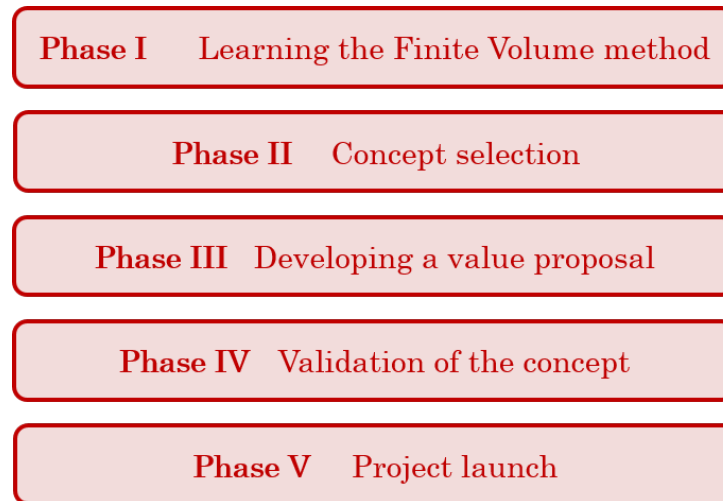 Phase I Learning the Finite Volume method
Phase II Concept selection
Phase III Developing a value proposal
Phase IV Validation of the concept
Phase V Project launch